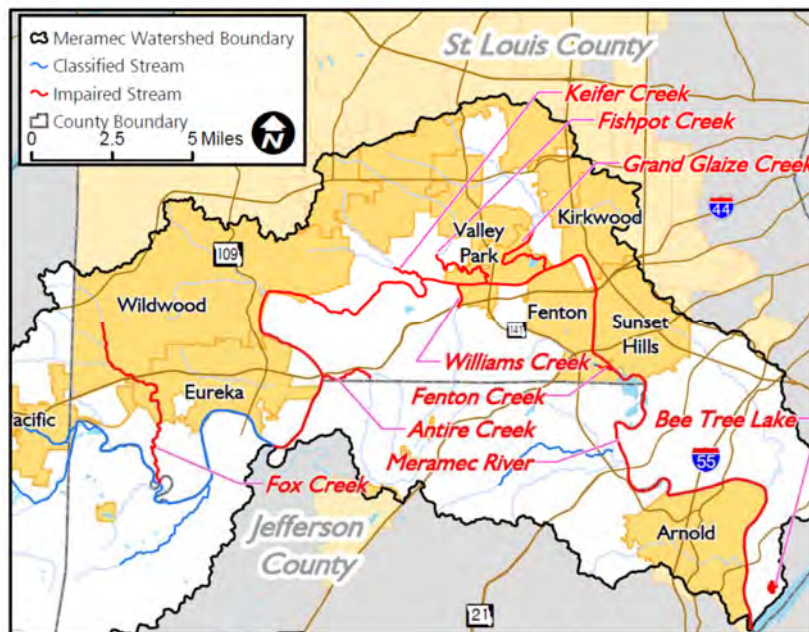 Meramec Watershed Boundary
Classified Stream
Impaired Stream
County Boundary
0 2.5 5 Miles
N
St Louis County
Keifer Creek
Fishpot Creek
Grand Glaize Creek
44
Kirkwood
Valley
Park
109
Wildwood
Fenton
141
Sunset
Hills
Williams Creek
Eureka
Fenton Creek
acific
Antire Creek
Bee Tree Lake
Meramec River
55
Fox Creek
Arnold
Jefferson
County
21